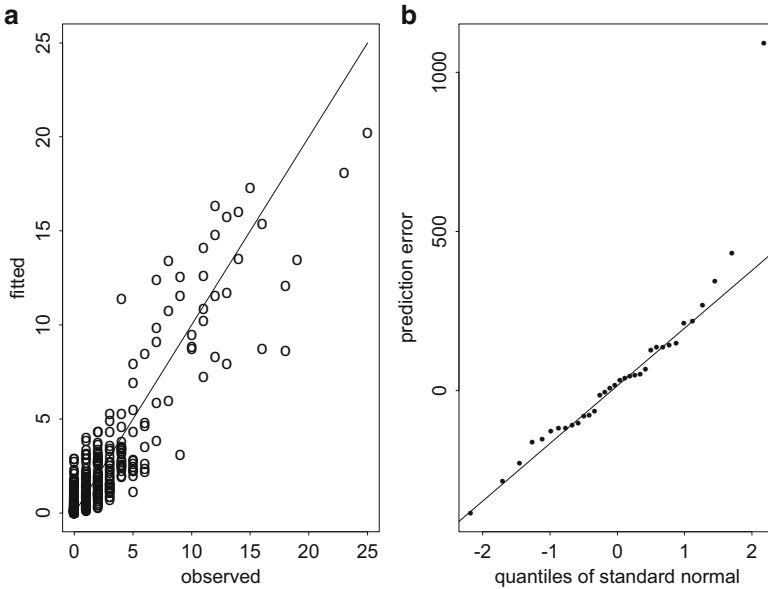 a
25
20
15
10
5
0
fitted
0 5 10 15 20 25
observed
b
1000
500
0
prediction error
-2 -1 0 1 2
quantiles of standard normal